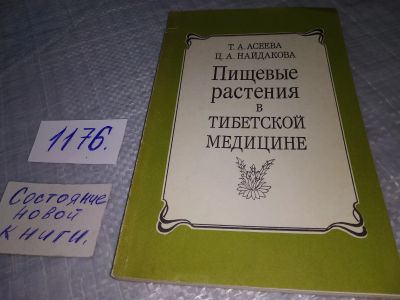 Т. А. АСЕЕВА
Ц. А. НАЙДАКОВА
Пищевые
растения
в
ТИБЕТСКОЙ
МЕДИЦИНЕ
1176.
Состояние
новой
книги.